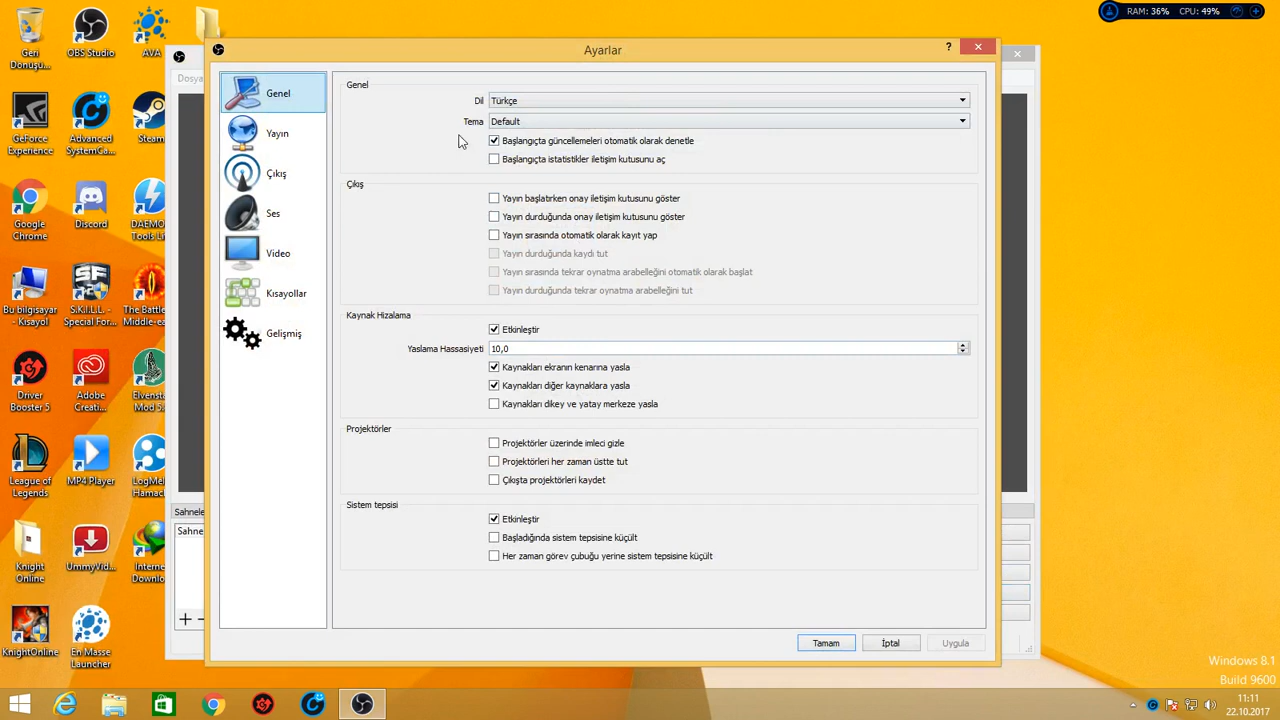 Geri
Dönüşü...
OBS Studio
AVA
RAM: 36% CPU: 49%
GeForce
Experience
Advanced
SystemCa...
Steam
Google
Chrome
Discord
DAEMO
Tools Li
Bu bilgisayar
- Kısayol
S.K.I.L.L. -
Special For...
The Battle
Middle-ea
Driver
Booster 5
Adobe
Creati...
Elvenst
Mod 5.
League of
Legends
MP4 Player
LogMe
Hamac
Knight
Online
UmmyVid...
Interne
Downlo
KnightOnline
En Masse
Launcher
Dosya
Sahnele
Sahne
Ayarlar
?
Genel
Yayın
Çıkış
Ses
Video
Kısayollar
Gelişmiş
Genel
Dil Türkçe
Tema Default
Başlangıçta güncellemeleri otomatik olarak denetle
Başlangıçta istatistikler iletişim kutusunu aç
Çıkış
Yayın başlatırken onay iletişim kutusunu göster
Yayın durduğunda onay iletişim kutusunu göster
Yayın sırasında otomatik olarak kayıt yap
Yayın durduğunda kaydı tut
Yayın sırasında tekrar oynatma arabelleğini otomatik olarak başlat
Yayın durduğunda tekrar oynatma arabelleğini tut
Kaynak Hizalama
Etkinleştir
Yaslama Hassasiyeti 10,0
Kaynakları ekranın kenarına yasla
Kaynakları diğer kaynaklara yasla
Kaynakları dikey ve yatay merkeze yasla
Projektörler
Projektörler üzerinde imleci gizle
Projektörleri her zaman üstte tut
Çıkışta projektörleri kaydet
Sistem tepsisi
Etkinleştir
Başladığında sistem tepsisine küçült
Her zaman görev çubuğu yerine sistem tepsisine küçült
Tamam
İptal
Uygula
Windows 8.1
Build 9600
11:11
22.10.2017